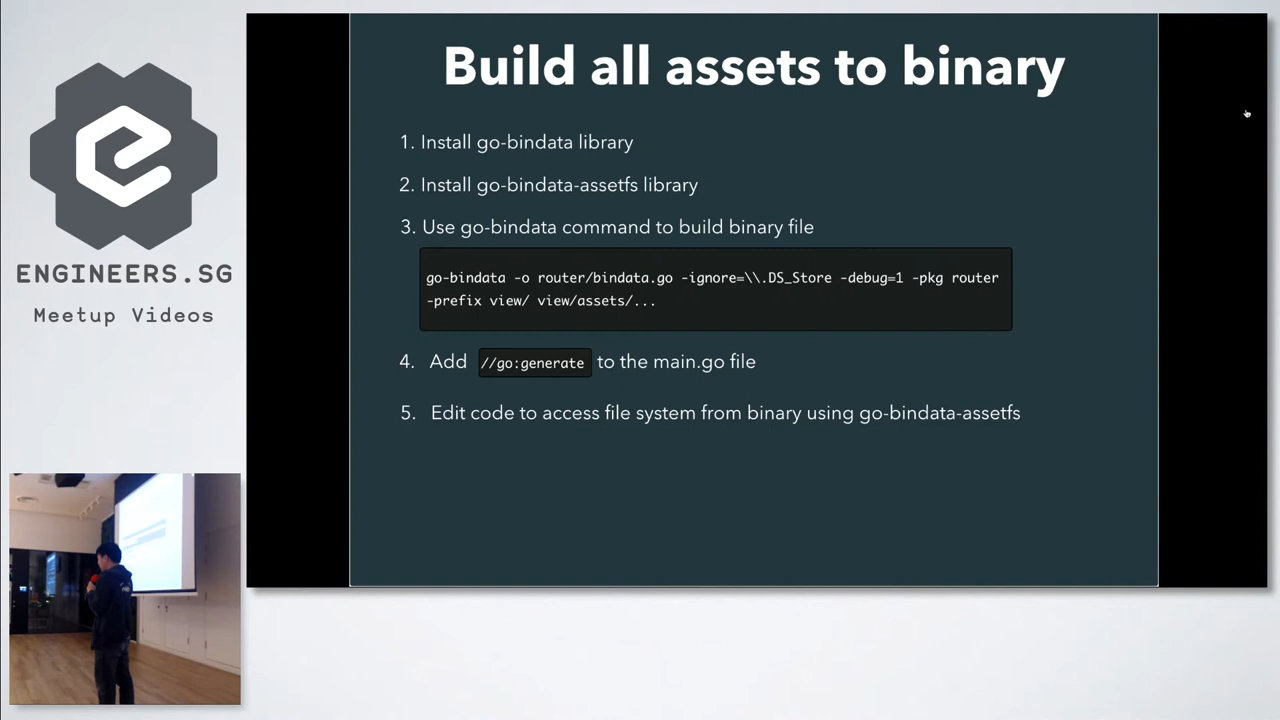 Build all assets to binary
1. Install go-bindata library
2. Install go-bindata-assetfs library
3. Use go-bindata command to build binary file
go-bindata -o router/bindata.go -ignore=\\.DS_Store -debug=1 -pkg router
-prefix view/ view/assets/...
4. Add //go:generate to the main.go file
5. Edit code to access file system from binary using go-bindata-assetfs
ENGINEERS.SG
Meetup Videos